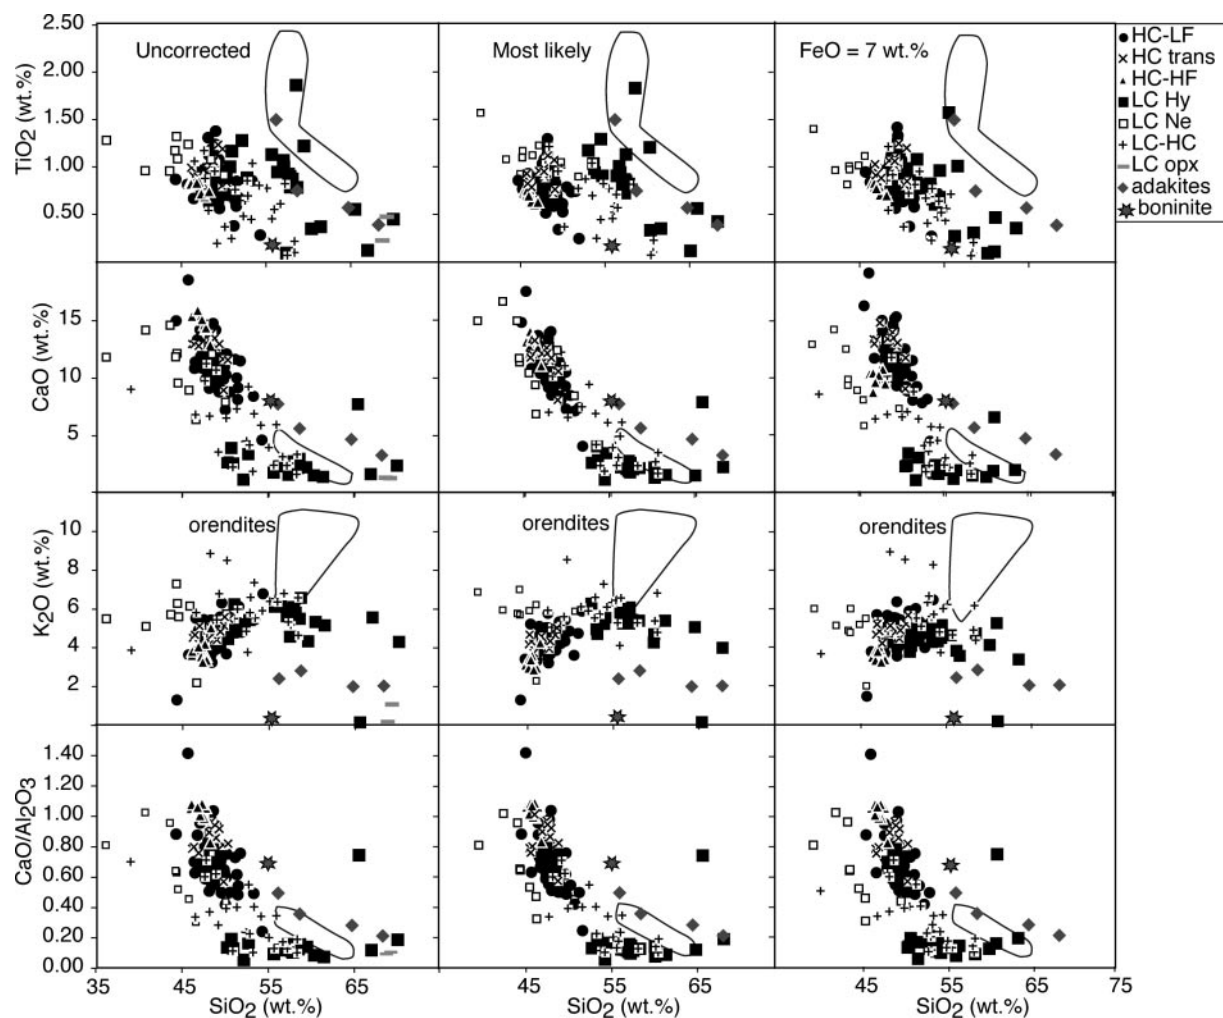 2.50
2.00
1.50
1.00
0.50
TiO2 (wt.%)
Uncorrected
Most likely
FeO = 7 wt.%
HC-LF
HC trans
HC-HF
LC Hy
LC Ne
LC-HC
LC opx
adakites
boninite
15
10
5
CaO (wt.%)
10
8
6
4
2
K2O (wt.%)
orendites
orendites
orendites
1.40
1.20
1.00
0.80
0.60
0.40
0.20
0.00
CaO/Al2O3
35 45 55 65 45 55 65 45 55 65 75
SiO2 (wt.%) SiO2 (wt.%) SiO2 (wt.%)